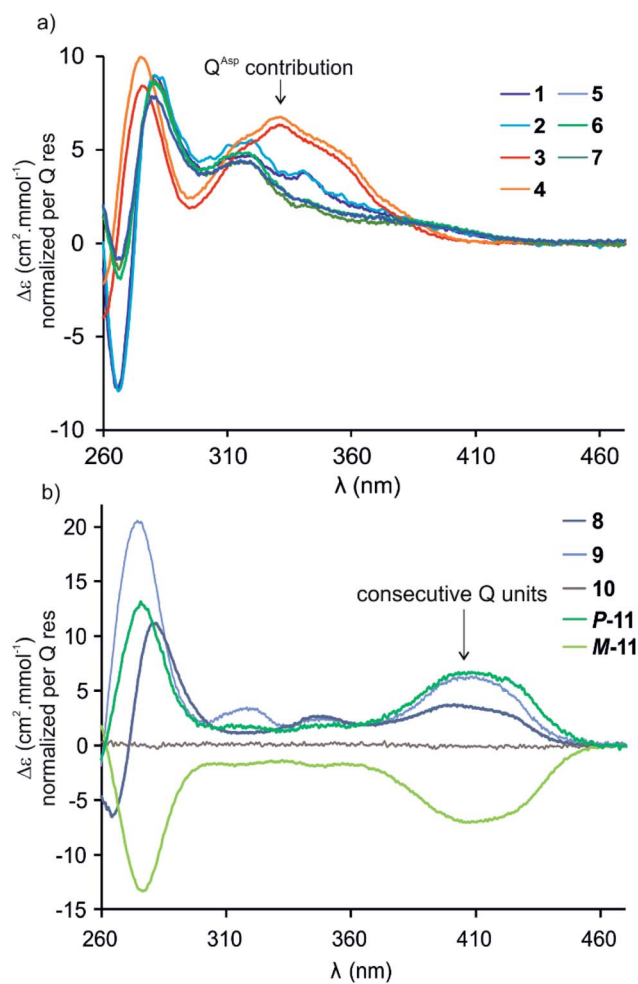 a)
Q^Asp contribution
1 5
2 6
3 7
4
10
5
0
-5
-10
Δε (cm².mmol⁻¹)
normalized per Q res
260 310 360 410 460
λ (nm)
b)
8
9
10
P-11
M-11
consecutive Q units
20
15
10
5
0
-5
-10
-15
Δε (cm².mmol⁻¹)
normalized per Q res
260 310 360 410 460
λ (nm)